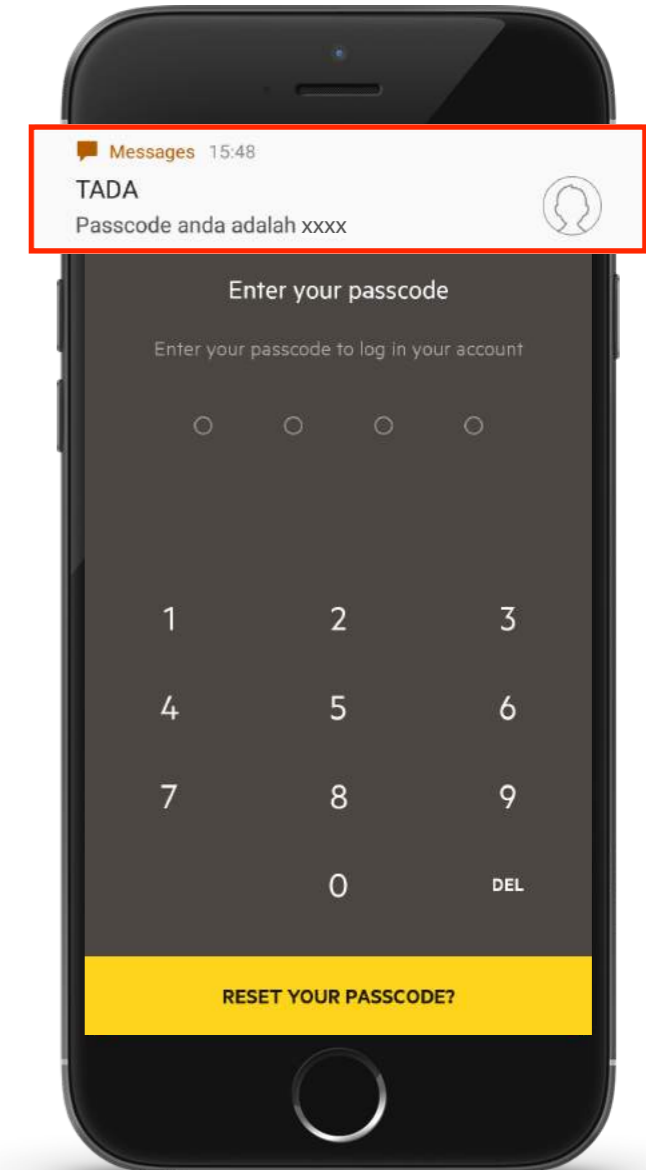 Messages 15:48
TADA
Passcode anda adalah xxxx
Enter your passcode
Enter your passcode to log in your account
1 2 3
4 5 6
7 8 9
0 DEL
RESET YOUR PASSCODE?